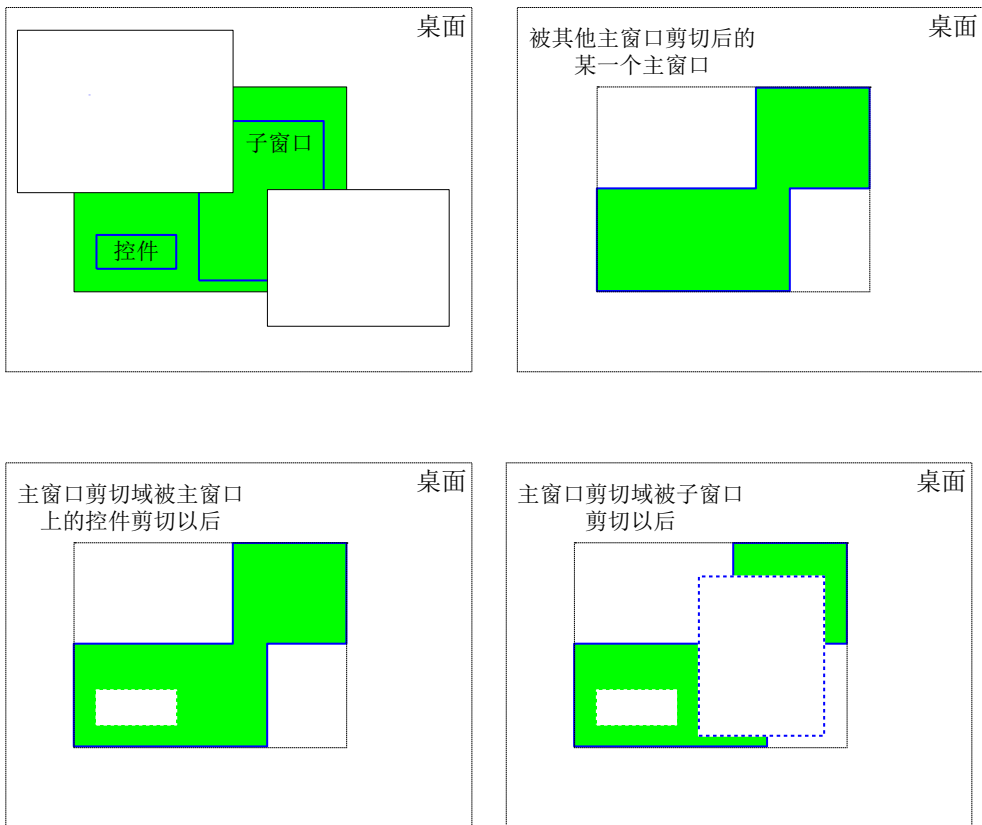 桌面
子窗口
控件
桌面
被其他主窗口剪切后的
某一个主窗口
桌面
主窗口剪切域被主窗口
上的控件剪切以后
桌面
主窗口剪切域被子窗口
剪切以后